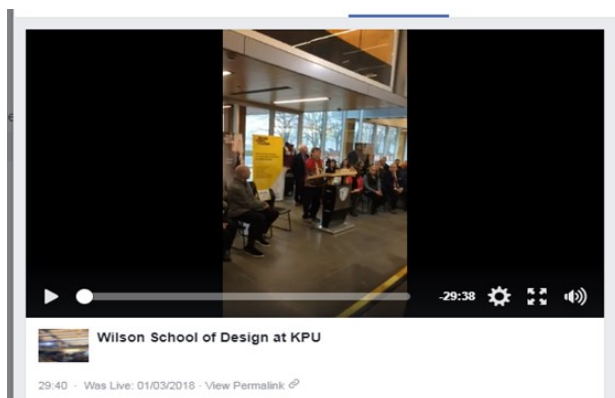 -29:38
Wilson School of Design at KPU
29:40 · Was Live: 01/03/2018 · View Permalink